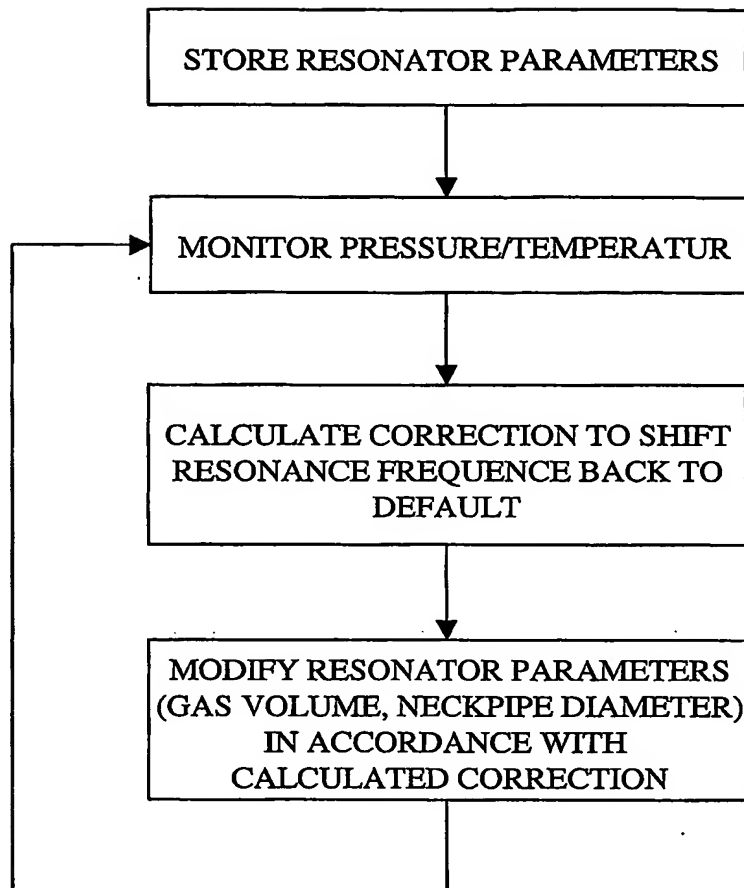 STORE RESONATOR PARAMETERS
MONITOR PRESSURE/TEMPERATUR
CALCULATE CORRECTION TO SHIFT
RESONANCE FREQUENCE BACK TO
DEFAULT
MODIFY RESONATOR PARAMETERS
(GAS VOLUME, NECKPIPE DIAMETER)
IN ACCORDANCE WITH
CALCULATED CORRECTION